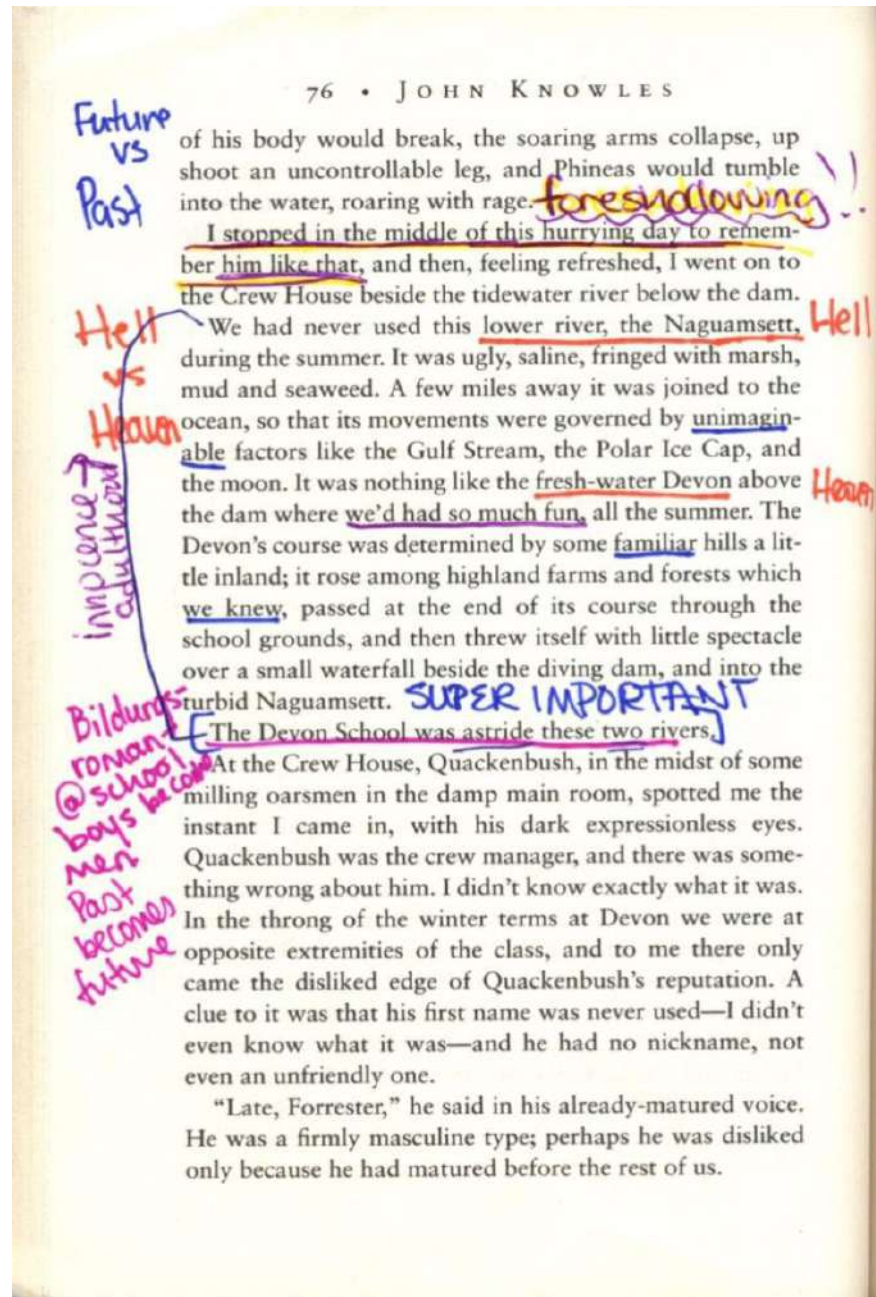 76 • JOHN KNOWLES
Future
vs
Past
of his body would break, the soaring arms collapse, up
shoot an uncontrollable leg, and Phineas would tumble
into the water, roaring with rage. foreshadowing!!
I stopped in the middle of this hurrying day to remem-
ber him like that, and then, feeling refreshed, I went on to
the Crew House beside the tidewater river below the dam.
Hell
vs
Heaven
We had never used this lower river, the Naguamsett, Hell
during the summer. It was ugly, saline, fringed with marsh,
mud and seaweed. A few miles away it was joined to the
ocean, so that its movements were governed by unimagin-
able factors like the Gulf Stream, the Polar Ice Cap, and
the moon. It was nothing like the fresh-water Devon above Heaven
the dam where we'd had so much fun, all the summer. The
innocence →
adulthood
Devon's course was determined by some familiar hills a lit-
tle inland; it rose among highland farms and forests which
we knew, passed at the end of its course through the
school grounds, and then threw itself with little spectacle
over a small waterfall beside the diving dam, and into the
turbid Naguamsett. SUPER IMPORTANT
[The Devon School was astride these two rivers.]
Bildungs-
roman-
@school
boys become
men
Past
becomes
future
At the Crew House, Quackenbush, in the midst of some
milling oarsmen in the damp main room, spotted me the
instant I came in, with his dark expressionless eyes.
Quackenbush was the crew manager, and there was some-
thing wrong about him. I didn't know exactly what it was.
In the throng of the winter terms at Devon we were at
opposite extremities of the class, and to me there only
came the disliked edge of Quackenbush's reputation. A
clue to it was that his first name was never used—I didn't
even know what it was—and he had no nickname, not
even an unfriendly one.
"Late, Forrester," he said in his already-matured voice.
He was a firmly masculine type; perhaps he was disliked
only because he had matured before the rest of us.